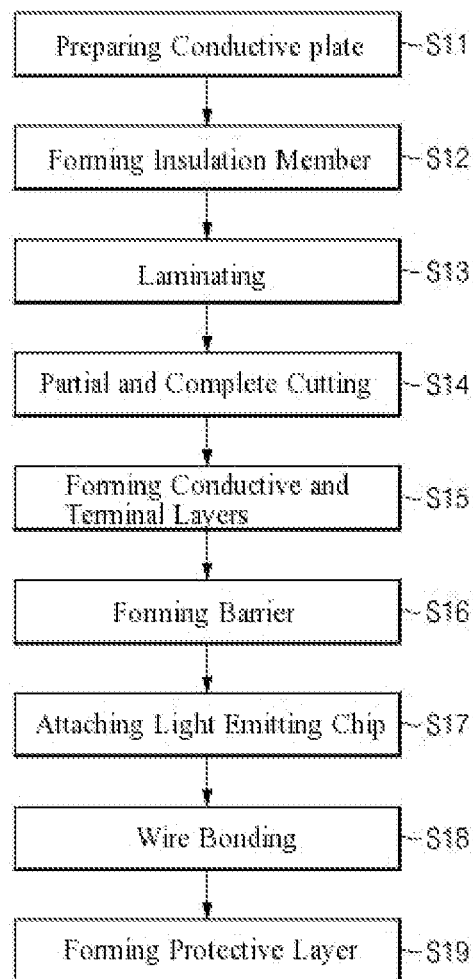 Preparing Conductive plate S11
Forming Insulation Member S12
Laminating S13
Partial and Complete Cutting S14
Forming Conductive and
Terminal Layers S15
Forming Barrier S16
Attaching Light Emitting Chip S17
Wire Bonding S18
Forming Protective Layer S19